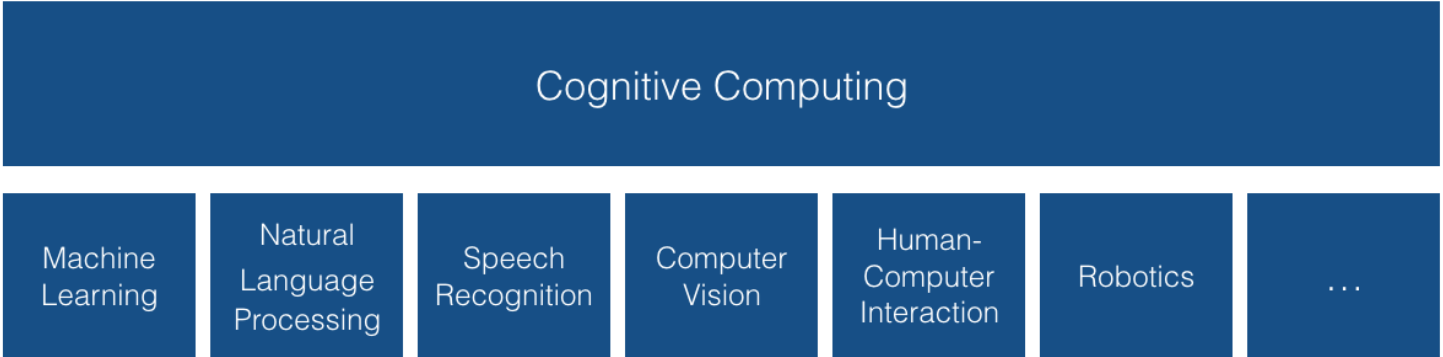 Cognitive Computing
Machine
Learning
Natural
Language
Processing
Speech
Recognition
Computer
Vision
Human-
Computer
Interaction
Robotics
...